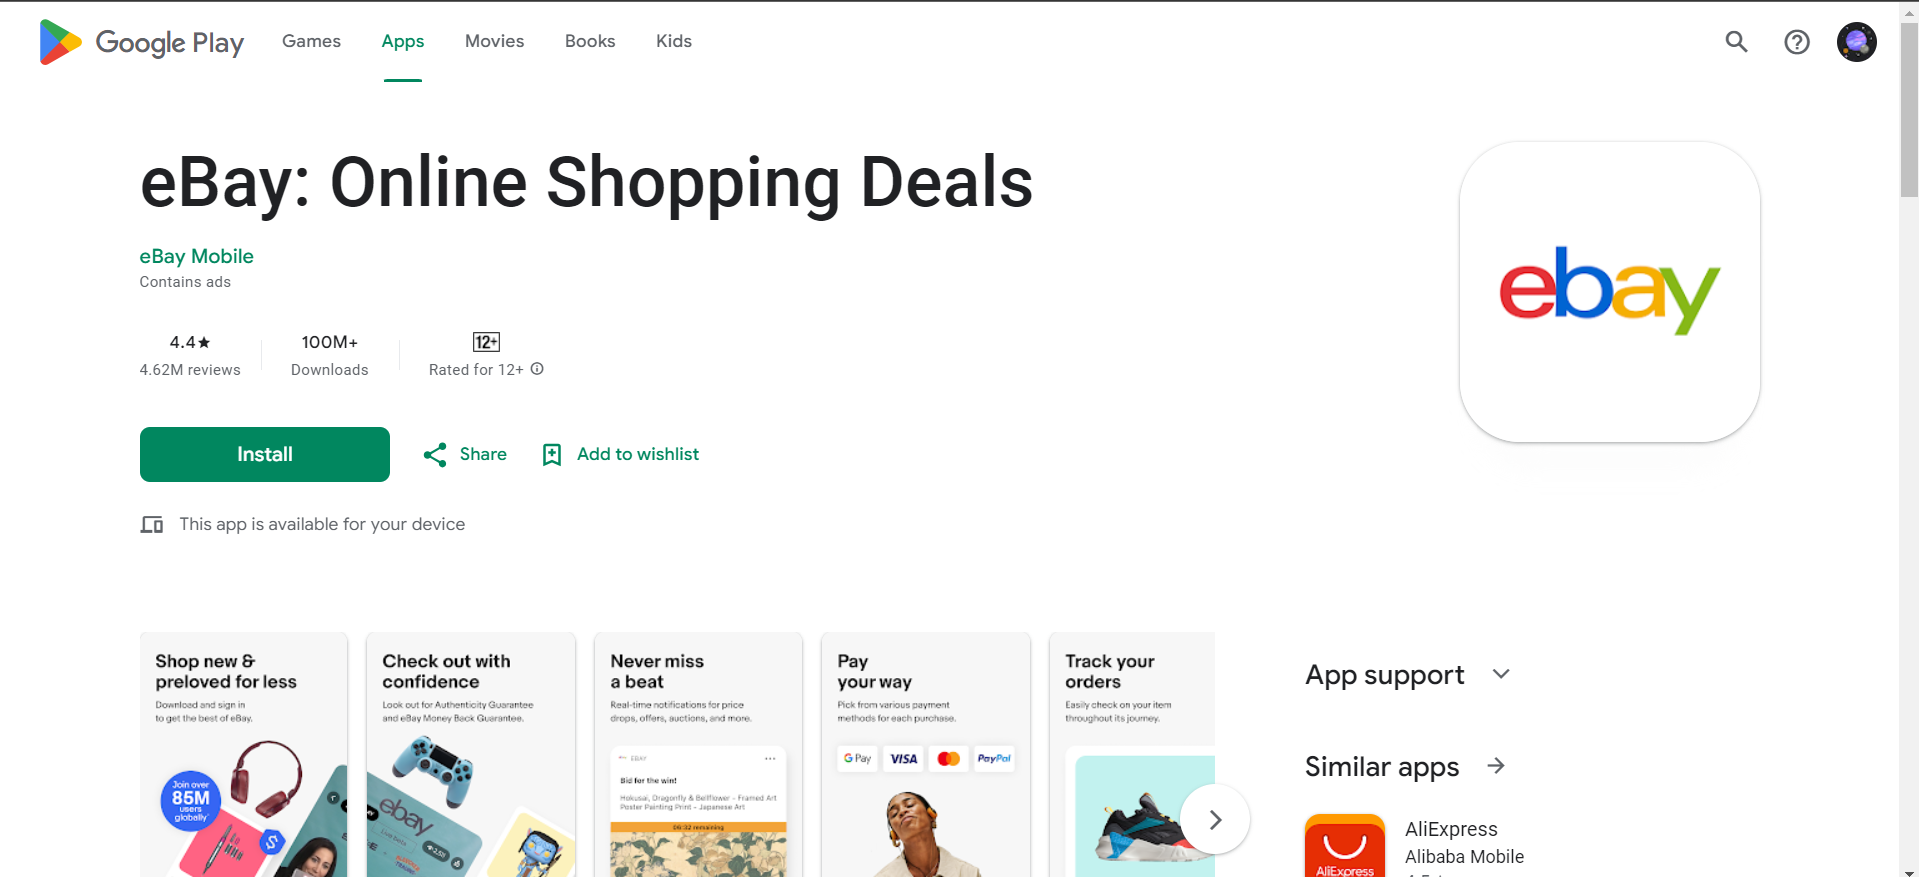 Google Play
Games
Apps
Movies
Books
Kids
eBay: Online Shopping Deals
eBay Mobile
Contains ads
4.4★
4.62M reviews
100M+
Downloads
12+
Rated for 12+
ebay
Install
Share
Add to wishlist
This app is available for your device
Shop new &
preloved for less
Download and sign in
to get the best of eBay.
Join over
85M
users
globally*
$
Check out with
confidence
Look out for Authenticity Guarantee
and eBay Money Back Guarantee.
ebay
Never miss
a beat
Real-time notifications for price
drops, offers, auctions, and more.
EBAY
Bid for the win!
Hokusai, Dragonfly & Bellflower – Framed Art
Poster Painting Print – Japanese Art
06:32 remaining
Pay
your way
Pick from various payment
methods for each purchase.
G Pay
VISA
PayPal
Track your
orders
Easily check on your item
throughout its journey.
App support
Similar apps
AliExpress
AliExpress
Alibaba Mobile